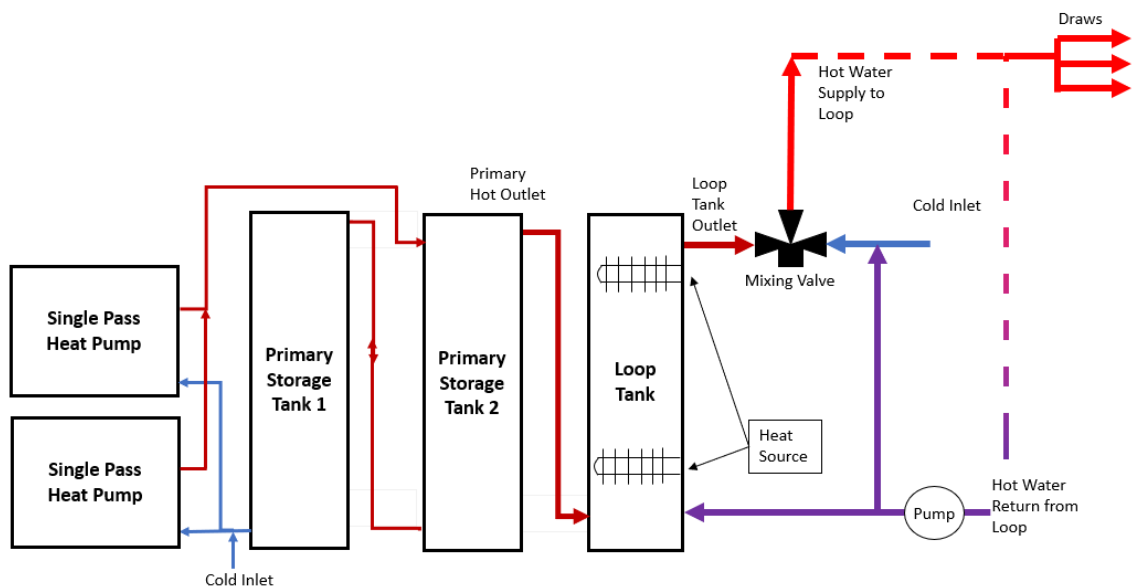 Draws
Hot Water
Supply to
Loop
Primary
Hot Outlet
Loop
Tank
Outlet
Cold Inlet
Mixing Valve
Single Pass
Heat Pump
Primary
Storage
Tank 1
Primary
Storage
Tank 2
Loop
Tank
Heat
Source
Single Pass
Heat Pump
Pump
Hot Water
Return from
Loop
Cold Inlet